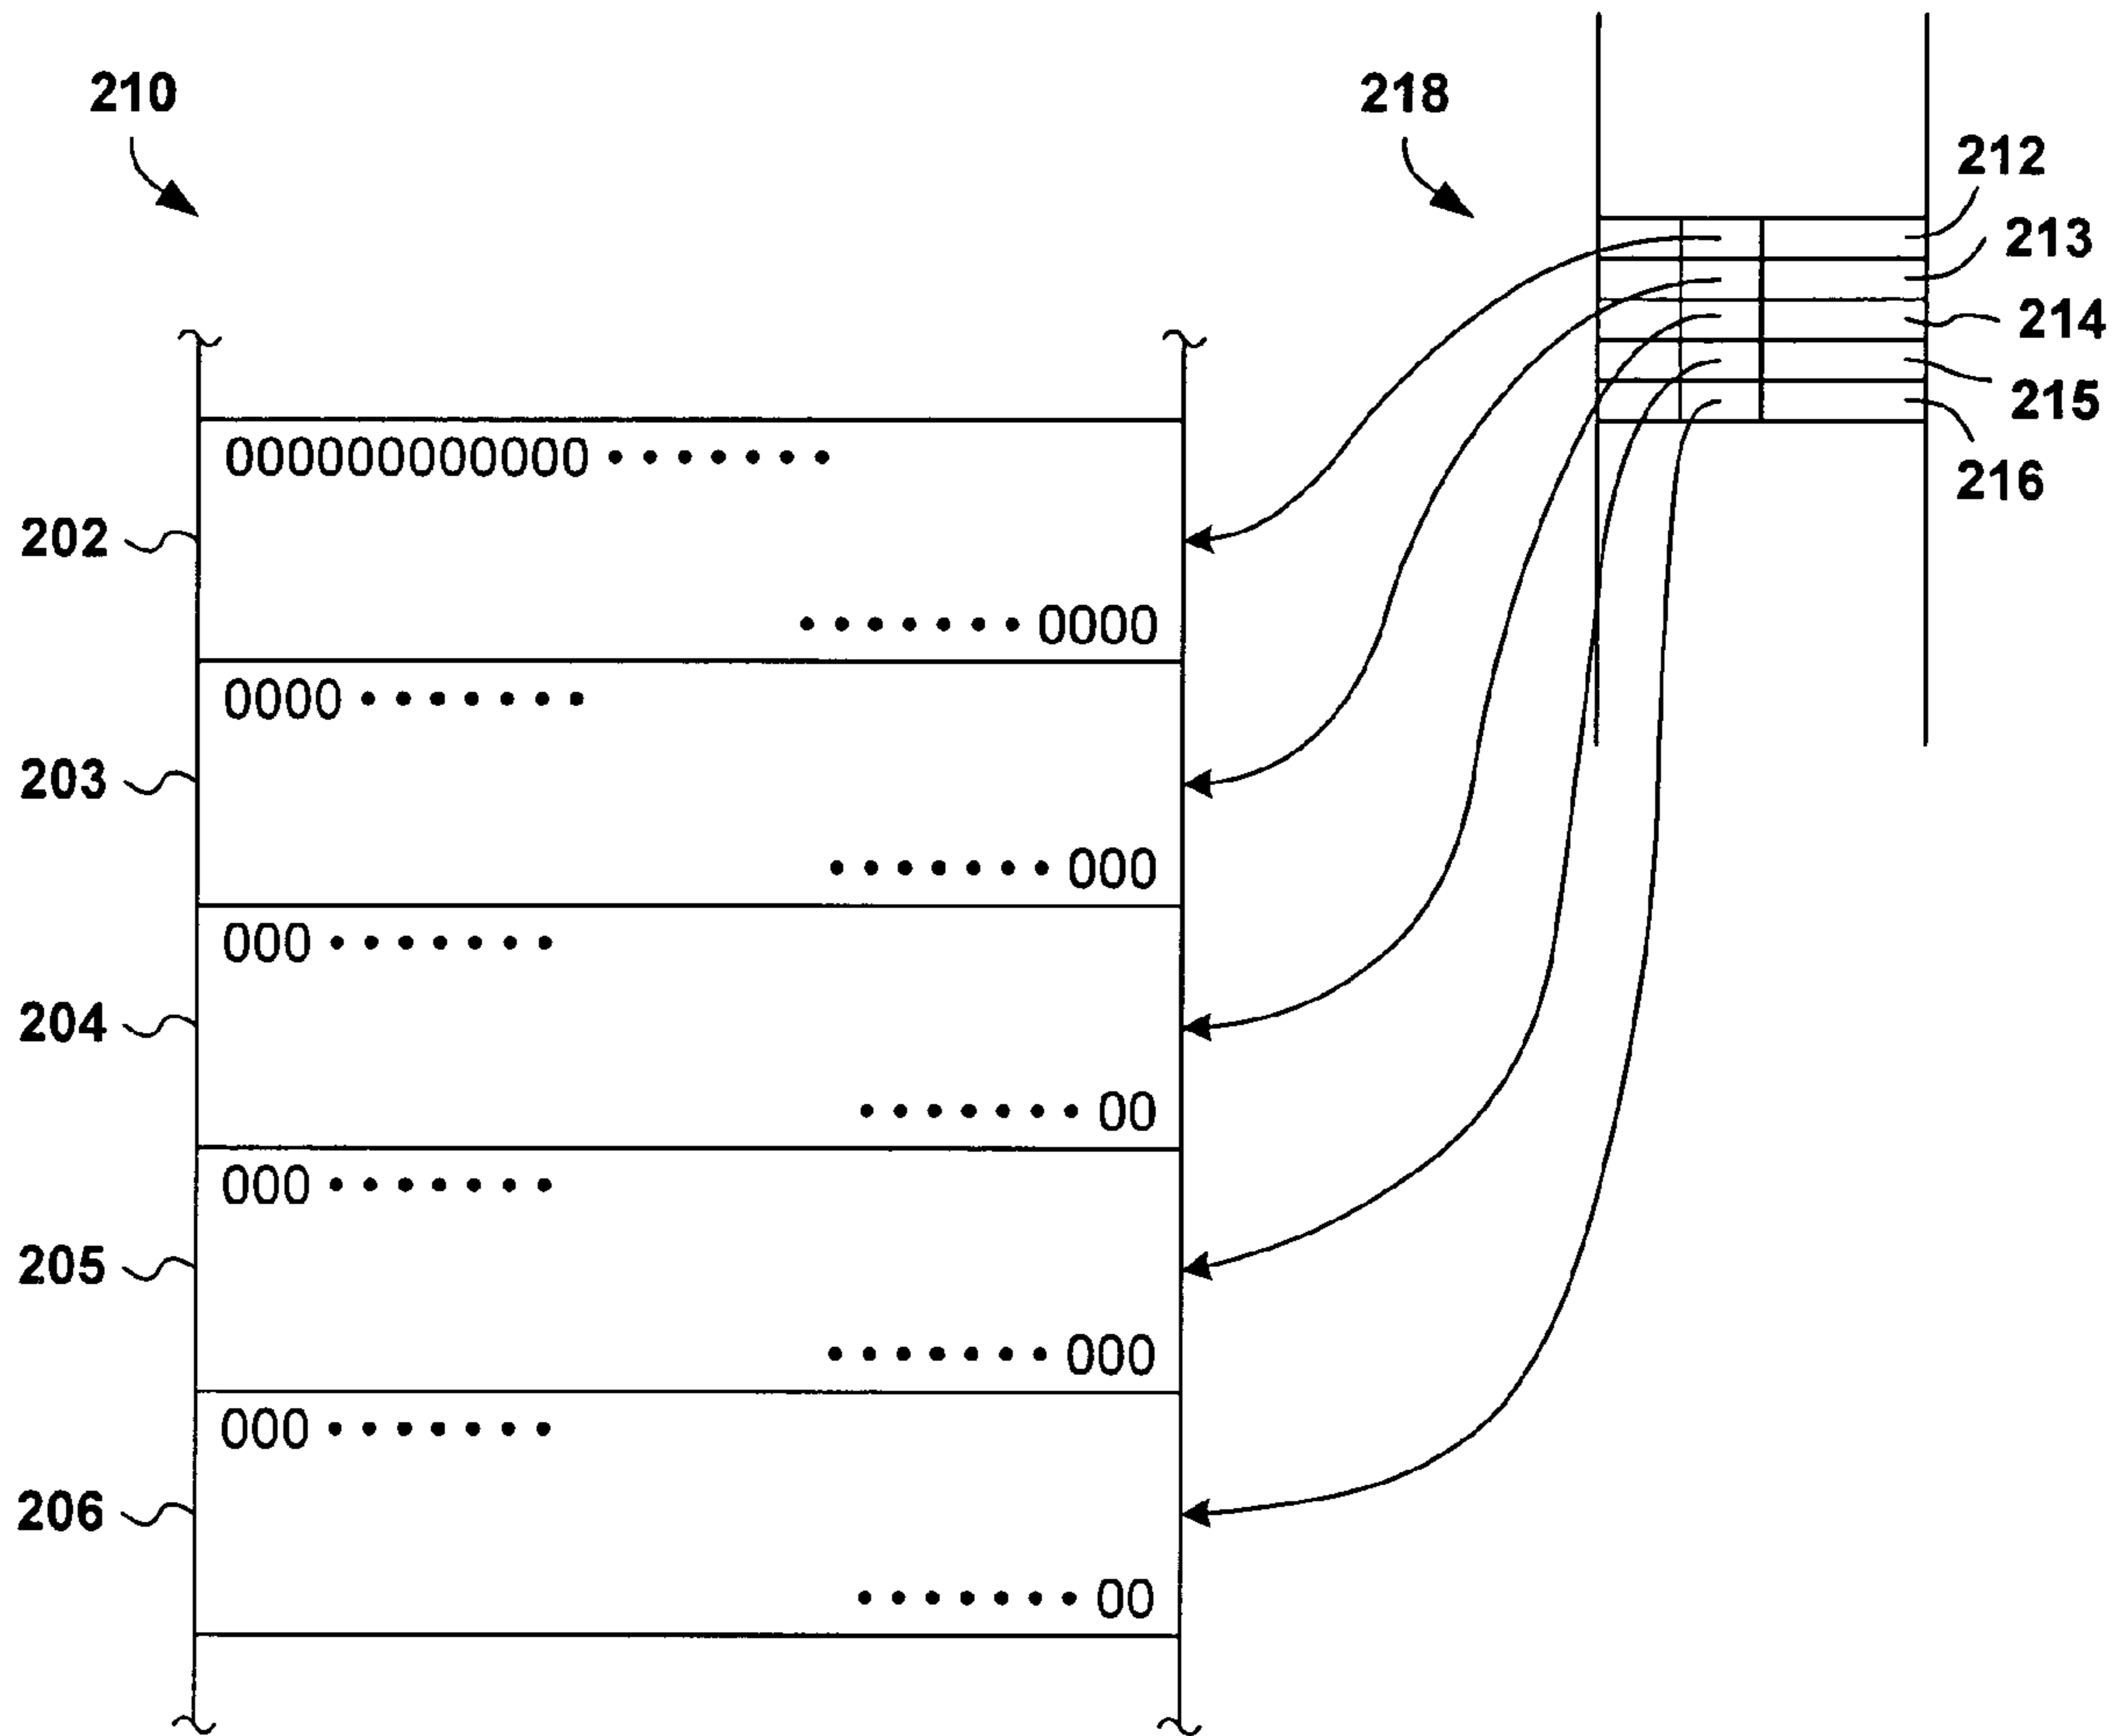 210
218
212
213
214
215
216
202
000000000000 • • • • • • •
• • • • • • • 0000
203
0000 • • • • • • •
• • • • • • • 000
204
000 • • • • • • •
• • • • • • • 00
205
000 • • • • • • •
• • • • • • • 000
206
000 • • • • • • •
• • • • • • • 00